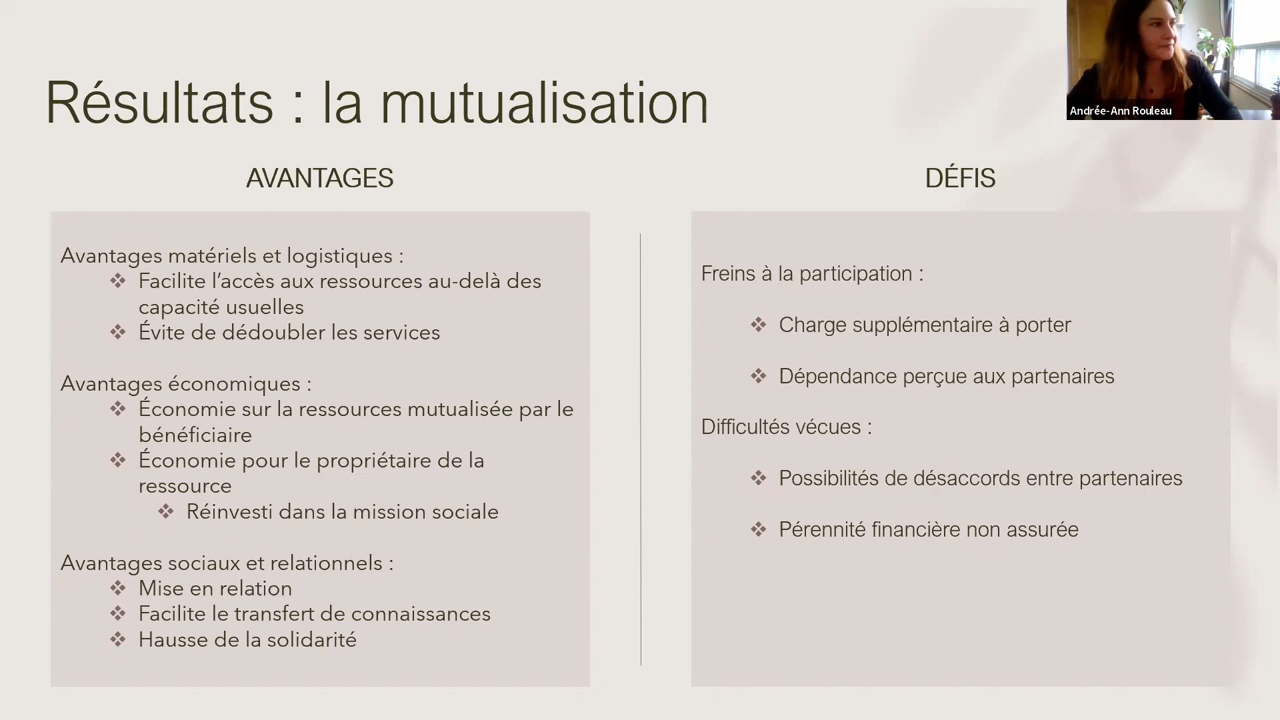 Résultats : la mutualisation
Andrée-Ann Rouleau
AVANTAGES
Avantages matériels et logistiques :
Facilite l’accès aux ressources au-delà des
capacité usuelles
Évite de dédoubler les services
Avantages économiques :
Économie sur la ressources mutualisée par le
bénéficiaire
Économie pour le propriétaire de la
ressource
Réinvesti dans la mission sociale
Avantages sociaux et relationnels :
Mise en relation
Facilite le transfert de connaissances
Hausse de la solidarité
DÉFIS
Freins à la participation :
Charge supplémentaire à porter
Dépendance perçue aux partenaires
Difficultés vécues :
Possibilités de désaccords entre partenaires
Pérennité financière non assurée